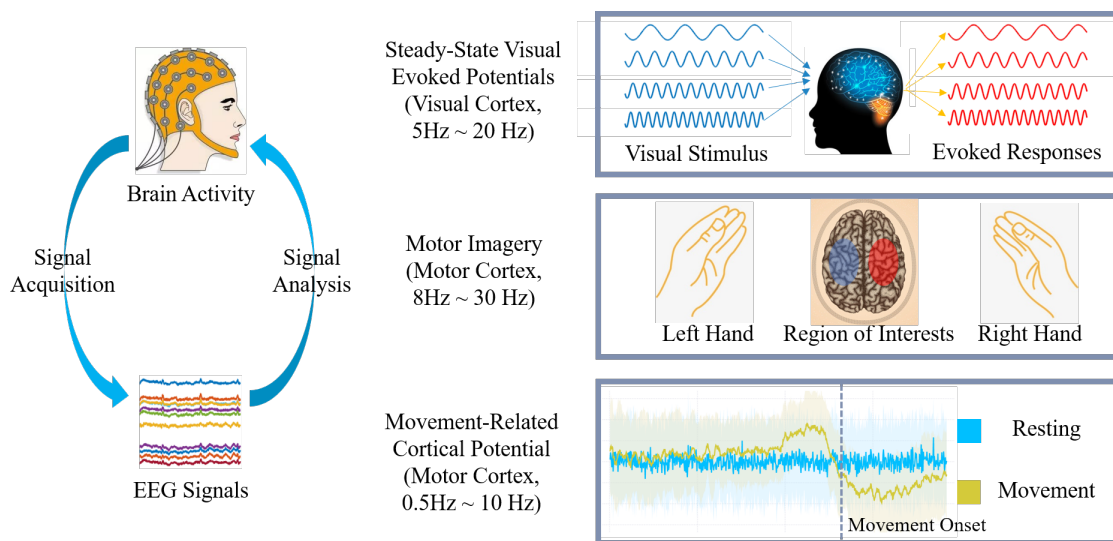 Brain Activity
Signal
Acquisition
Signal
Analysis
EEG Signals
Steady-State Visual
Evoked Potentials
(Visual Cortex,
5Hz ~ 20 Hz)
Visual Stimulus
Evoked Responses
Motor Imagery
(Motor Cortex,
8Hz ~ 30 Hz)
Left Hand
Region of Interests
Right Hand
Movement-Related
Cortical Potential
(Motor Cortex,
0.5Hz ~ 10 Hz)
Resting
Movement
Movement Onset